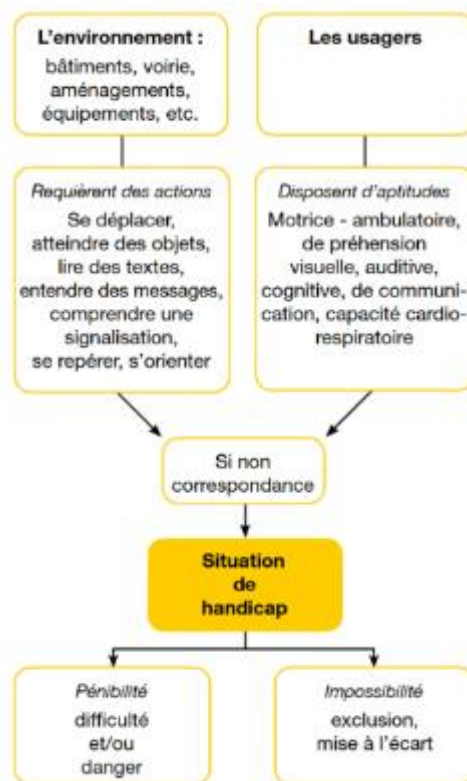 L'environnement :
bâtiments, voirie,
aménagements,
équipements, etc.
Les usagers
Requièrent des actions
Se déplacer,
atteindre des objets,
lire des textes,
entendre des messages,
comprendre une
signalisation,
se repérer, s'orienter
Disposent d'aptitudes
Motrice - ambulatoire,
de préhension
visuelle, auditive,
cognitive, de communi-
cation, capacité cardio-
respiratoire
Si non
correspondance
Situation
de
handicap
Pénibilité
difficulté
et/ou
danger
Impossibilité
exclusion,
mise à l'écart